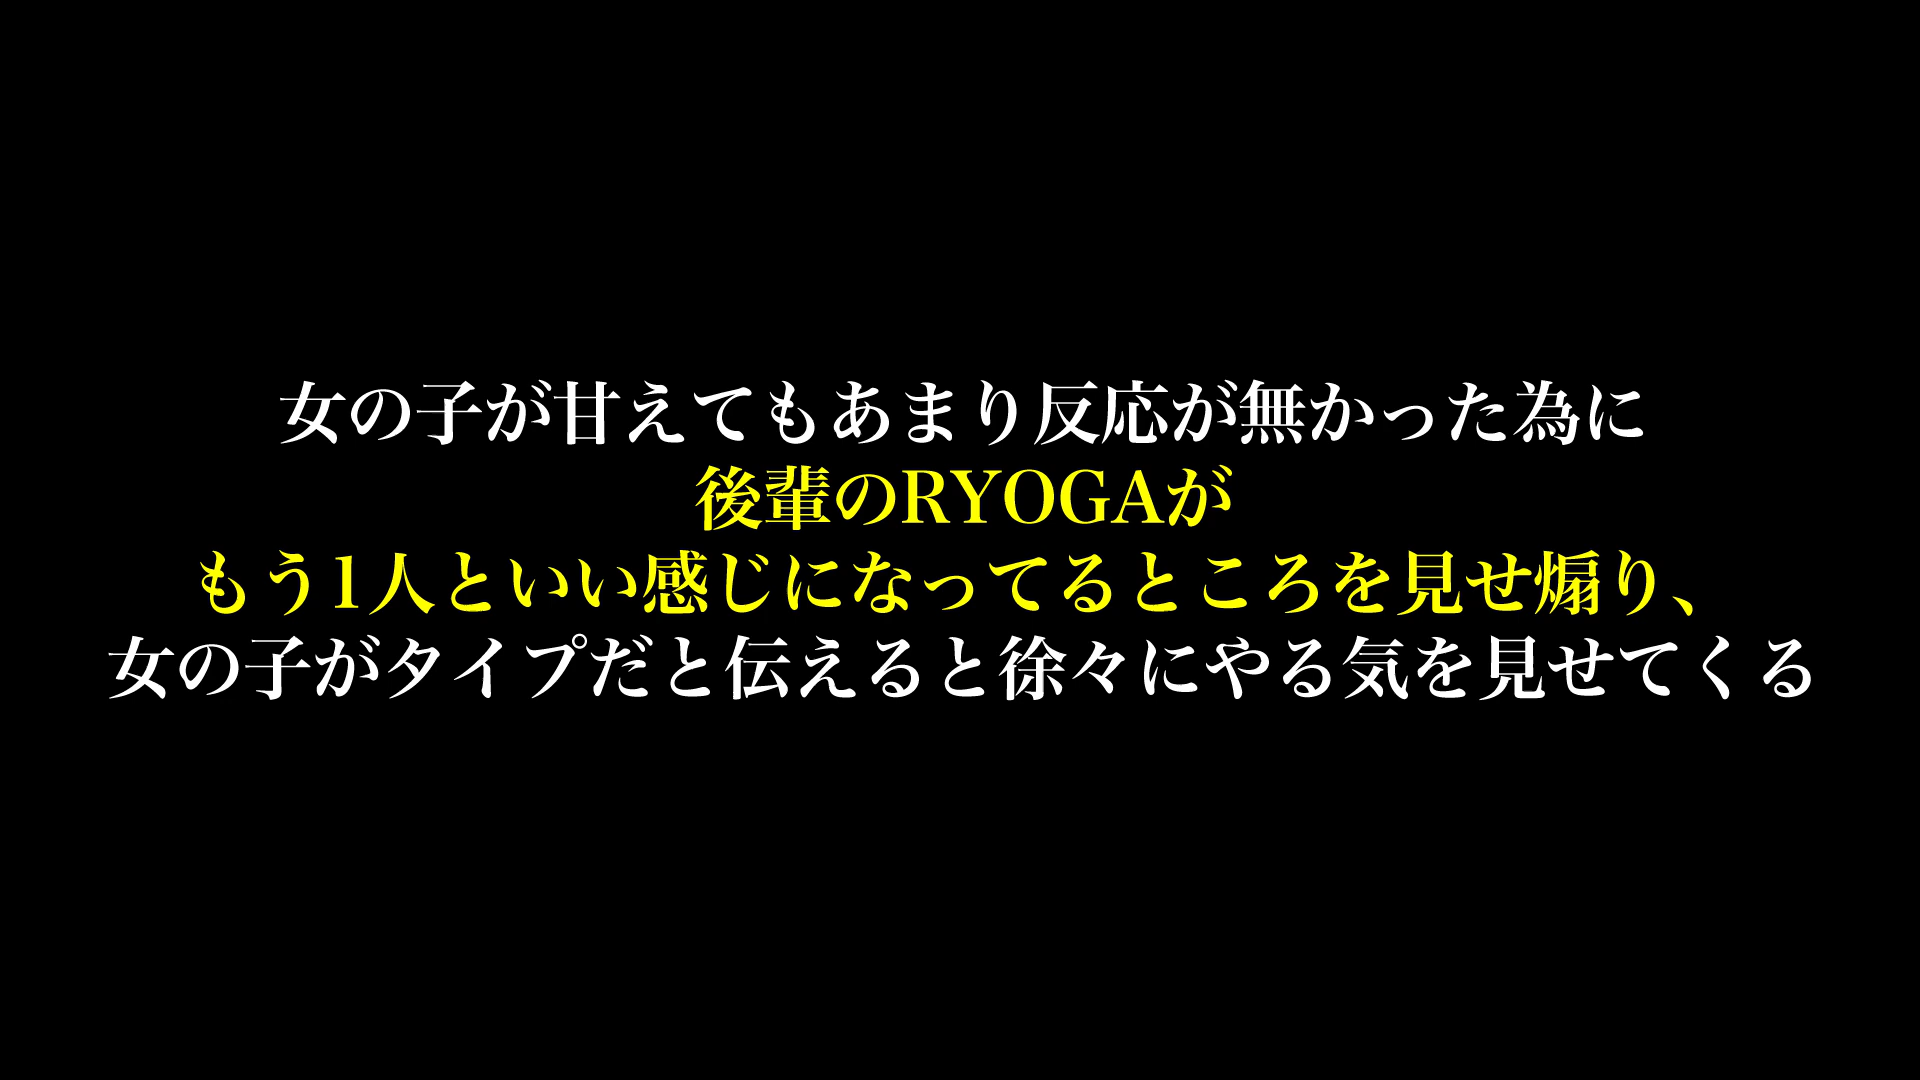 女の子が甘えてもあまり反応が無かった為に
後輩のRYOGAが
もう1人といい感じになってるところを見せ煽り、
女の子がタイプだと伝えると徐々にやる気を見せてくる